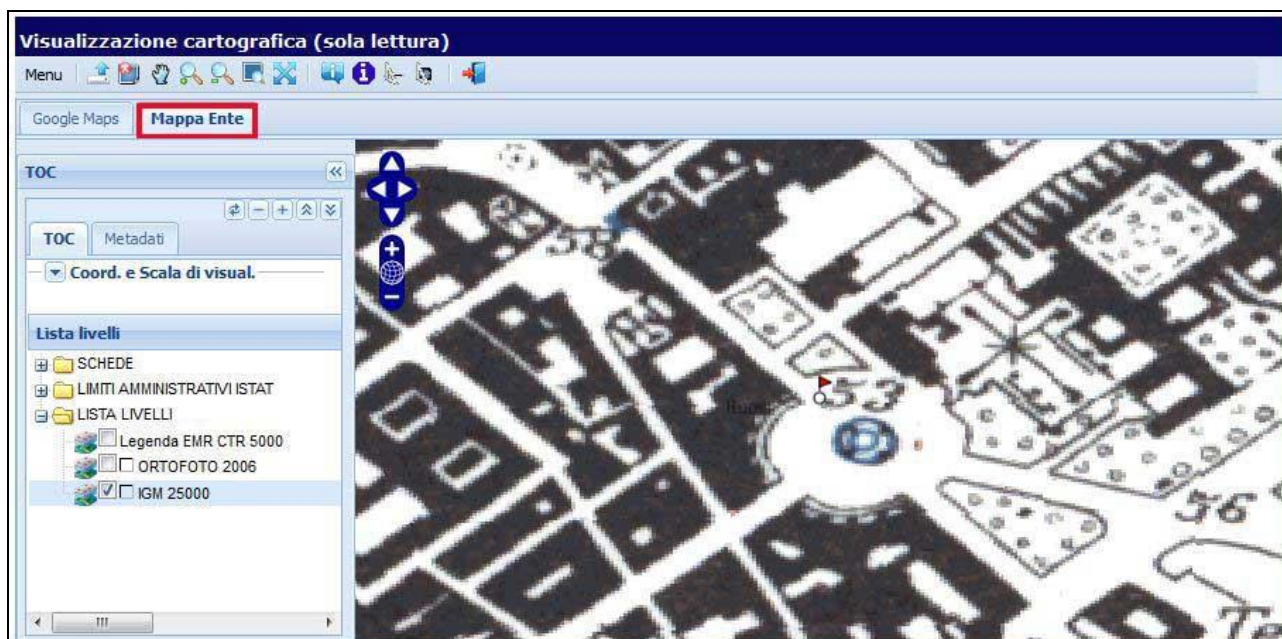 Visualizzazione cartografica (sola lettura)
Menu
Google Maps Mappa Ente
TOC
TOC Metadati
Coord. e Scala di visual.
Lista livelli
SCHEDE
LIMITI AMMINISTRATIVI ISTAT
LISTA LIVELLI
Legenda EMR CTR 5000
ORTOFOTO 2006
IGM 25000
58
53
56